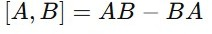 [A, B] = AB − BA